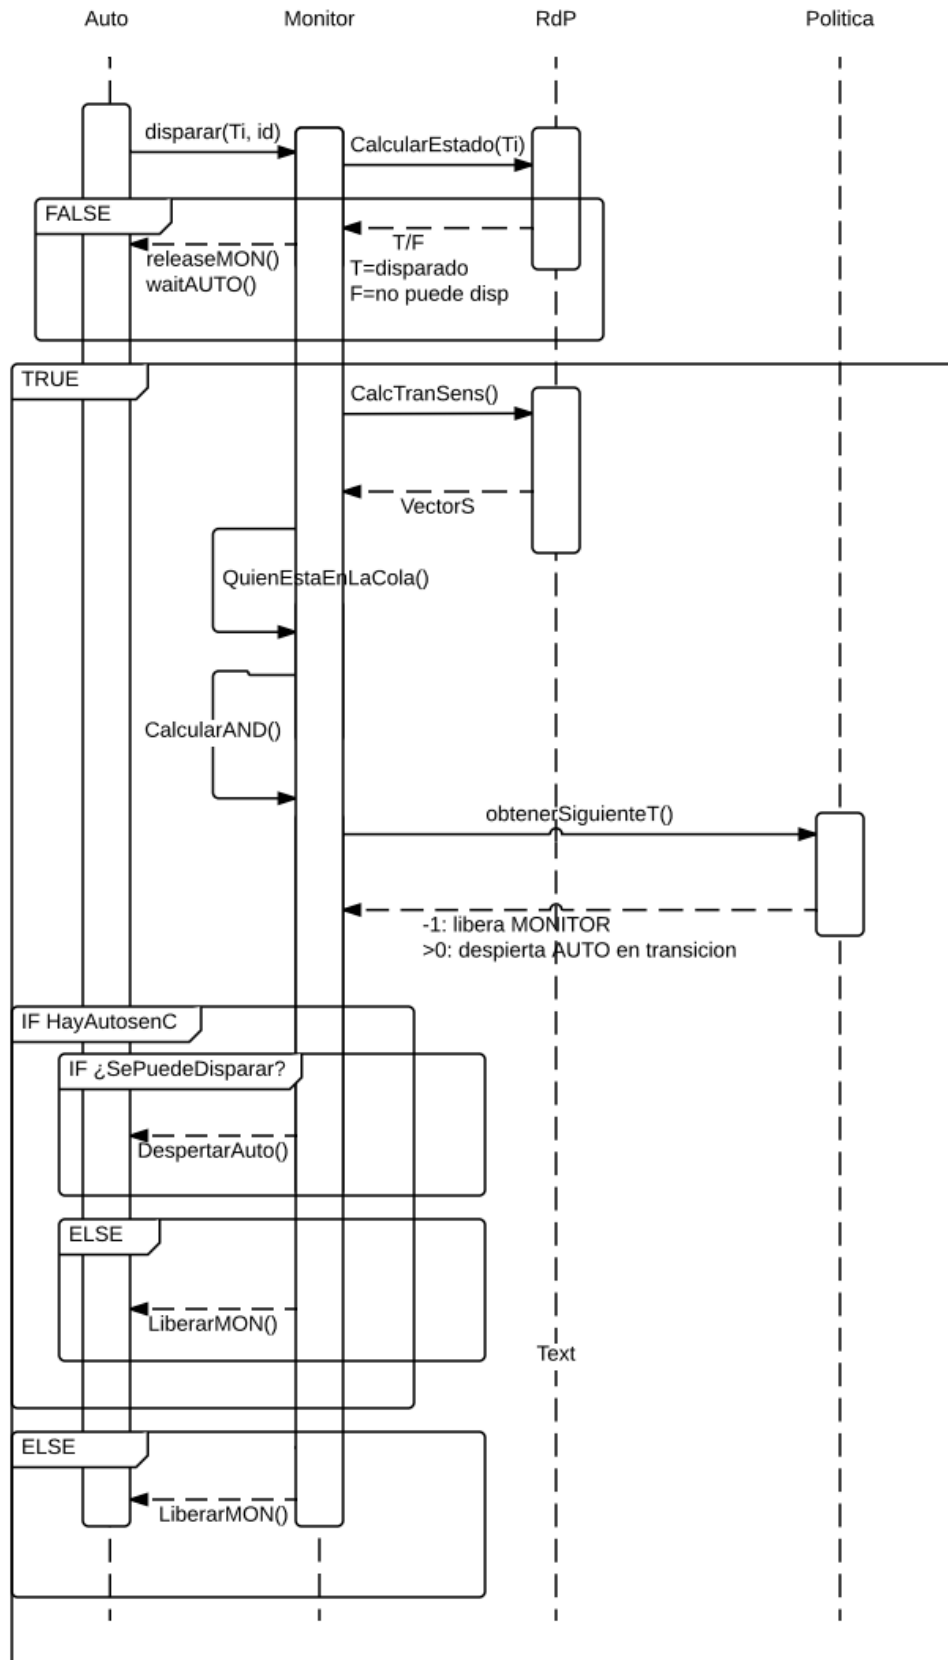 Auto
Monitor
RdP
Politica
disparar(Ti, id)
CalcularEstado(Ti)
FALSE
releaseMON()
waitAUTO()
T/F
T=disparado
F=no puede disp
TRUE
CalcTranSens()
VectorS
QuienEstaEnLaCola()
CalcularAND()
obtenerSiguienteT()
-1: libera MONITOR
>0: despierta AUTO en transicion
IF HayAutosenC
IF ¿SePuedeDisparar?
DespertarAuto()
ELSE
LiberarMON()
Text
ELSE
LiberarMON()